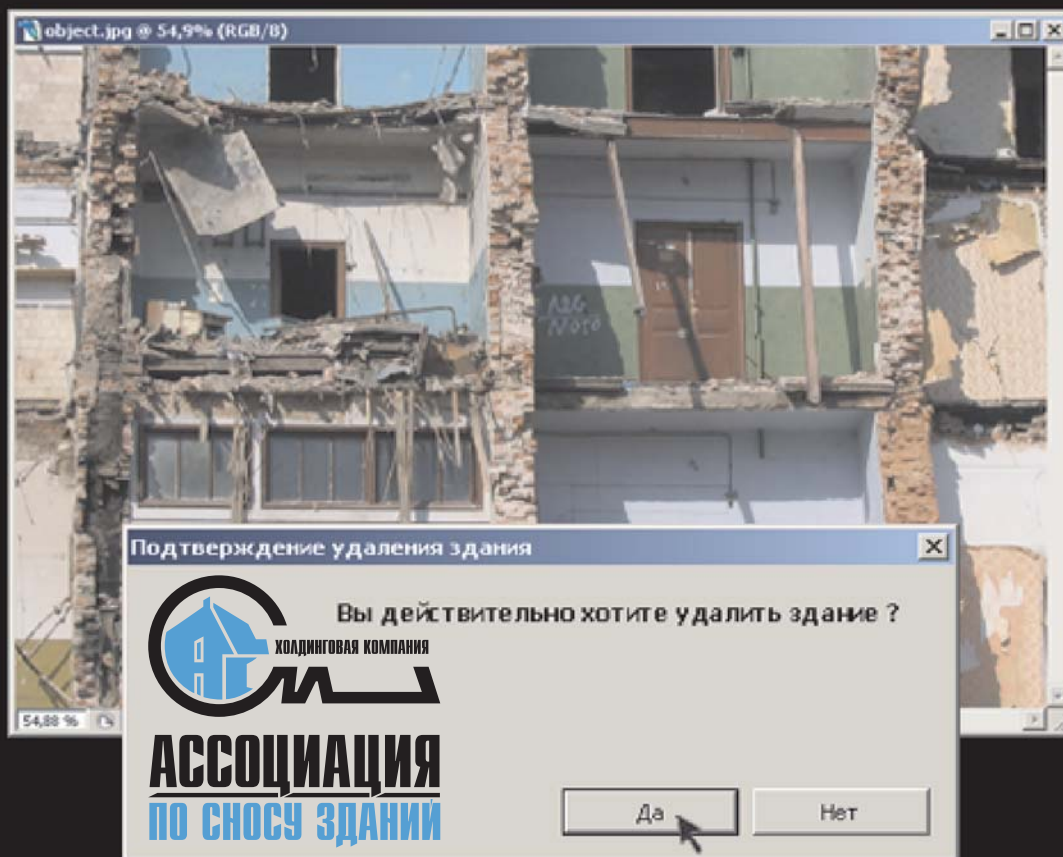 object.jpg @ 54,9% (RGB/8)
A26
54,88 %
Подтверждение удаления здания
Вы действительно хотите удалить здание ?
ХОЛДИНГОВАЯ КОМПАНИЯ
АССОЦИАЦИЯ
ПО СНОСУ ЗДАНИЙ
Да
Нет